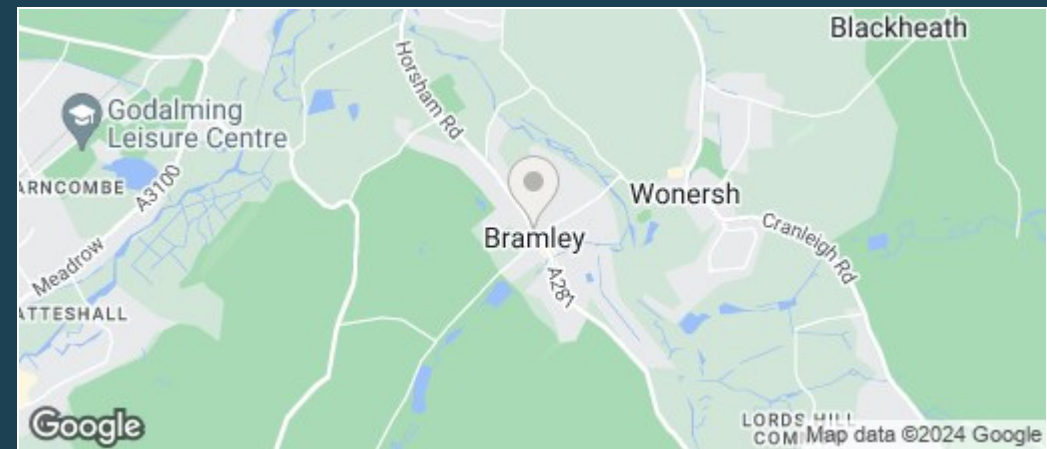 Blackheath
Horsham Rd
Godalming
Leisure Centre
ARNCOMBE
A3100
Wonersh
Bramley
Cranleigh Rd
Meadrow
A281
ATTESHALL
LORDS HILL
COMM
Google
Map data ©2024 Google